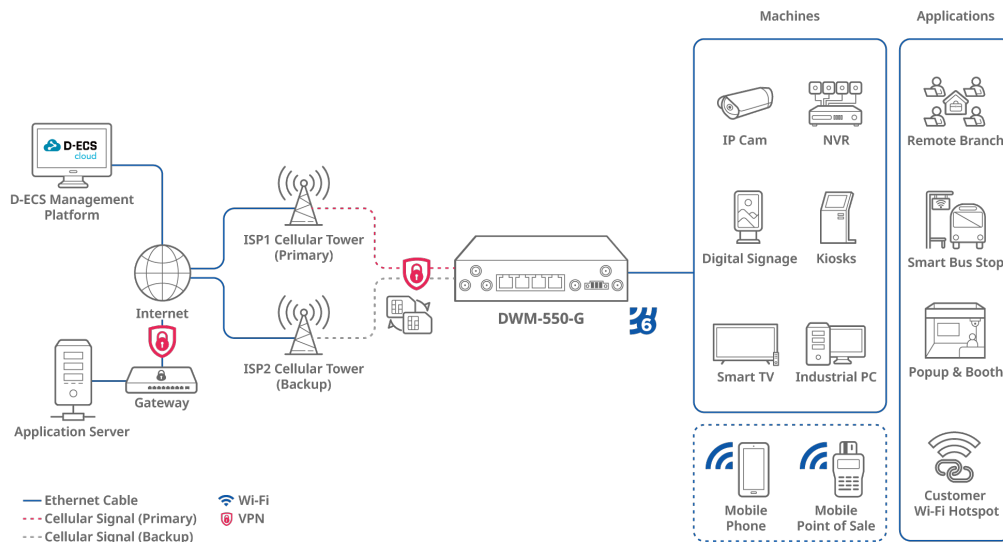 Machines
Applications
IP Cam
NVR
Remote Branch
D-ECS
cloud
D-ECS Management
Platform
ISP1 Cellular Tower
(Primary)
Digital Signage
Kiosks
Smart Bus Stop
Internet
DWM-550-G
6
ISP2 Cellular Tower
(Backup)
Smart TV
Industrial PC
Popup & Booth
Gateway
Application Server
Mobile
Phone
Mobile
Point of Sale
Customer
Wi-Fi Hotspot
Ethernet Cable
Wi-Fi
Cellular Signal (Primary)
VPN
Cellular Signal (Backup)